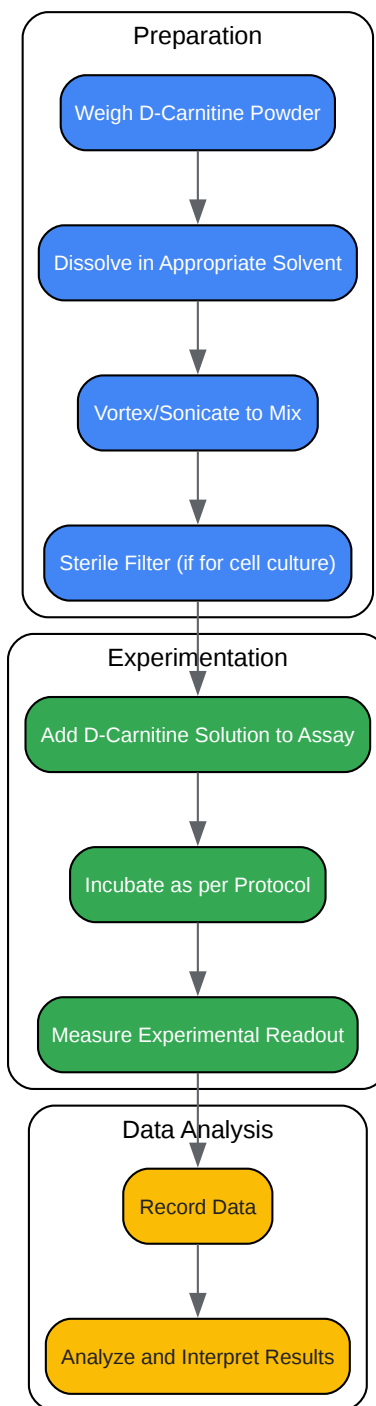 Preparation
Weigh D-Carnitine Powder
Dissolve in Appropriate Solvent
Vortex/Sonicate to Mix
Sterile Filter (if for cell culture)
Experimentation
Add D-Carnitine Solution to Assay
Incubate as per Protocol
Measure Experimental Readout
Data Analysis
Record Data
Analyze and Interpret Results